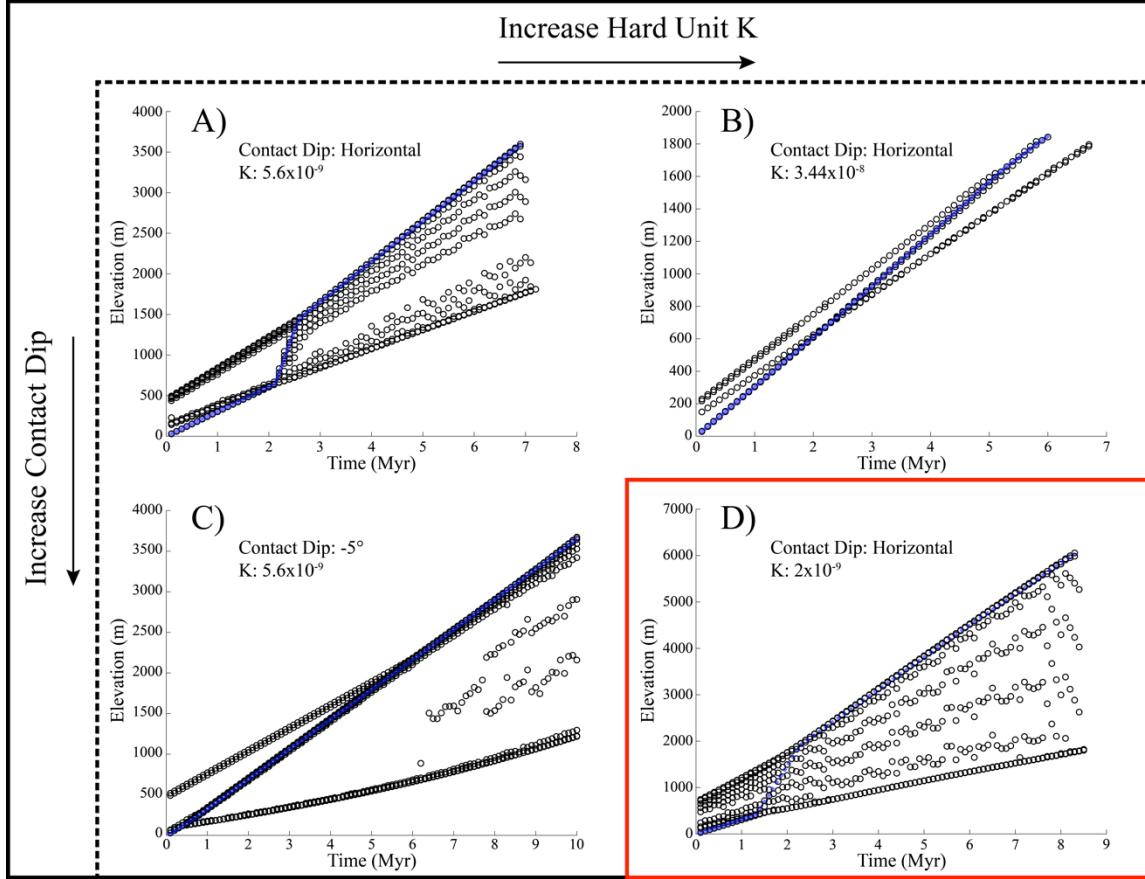 Increase Hard Unit K
Increase Contact Dip
A)
Contact Dip: Horizontal
K: 5.6x10⁻⁹
Elevation (m)
4000
3500
3000
2500
2000
1500
1000
500
0
0 1 2 3 4 5 6 7 8
Time (Myr)
B)
Contact Dip: Horizontal
K: 3.44x10⁻⁸
Elevation (m)
2000
1800
1600
1400
1200
1000
800
600
400
200
0
0 1 2 3 4 5 6 7
Time (Myr)
C)
Contact Dip: -5°
K: 5.6x10⁻⁹
Elevation (m)
4000
3500
3000
2500
2000
1500
1000
500
0
0 1 2 3 4 5 6 7 8 9 10
Time (Myr)
D)
Contact Dip: Horizontal
K: 2x10⁻⁹
Elevation (m)
7000
6000
5000
4000
3000
2000
1000
0
0 1 2 3 4 5 6 7 8 9
Time (Myr)